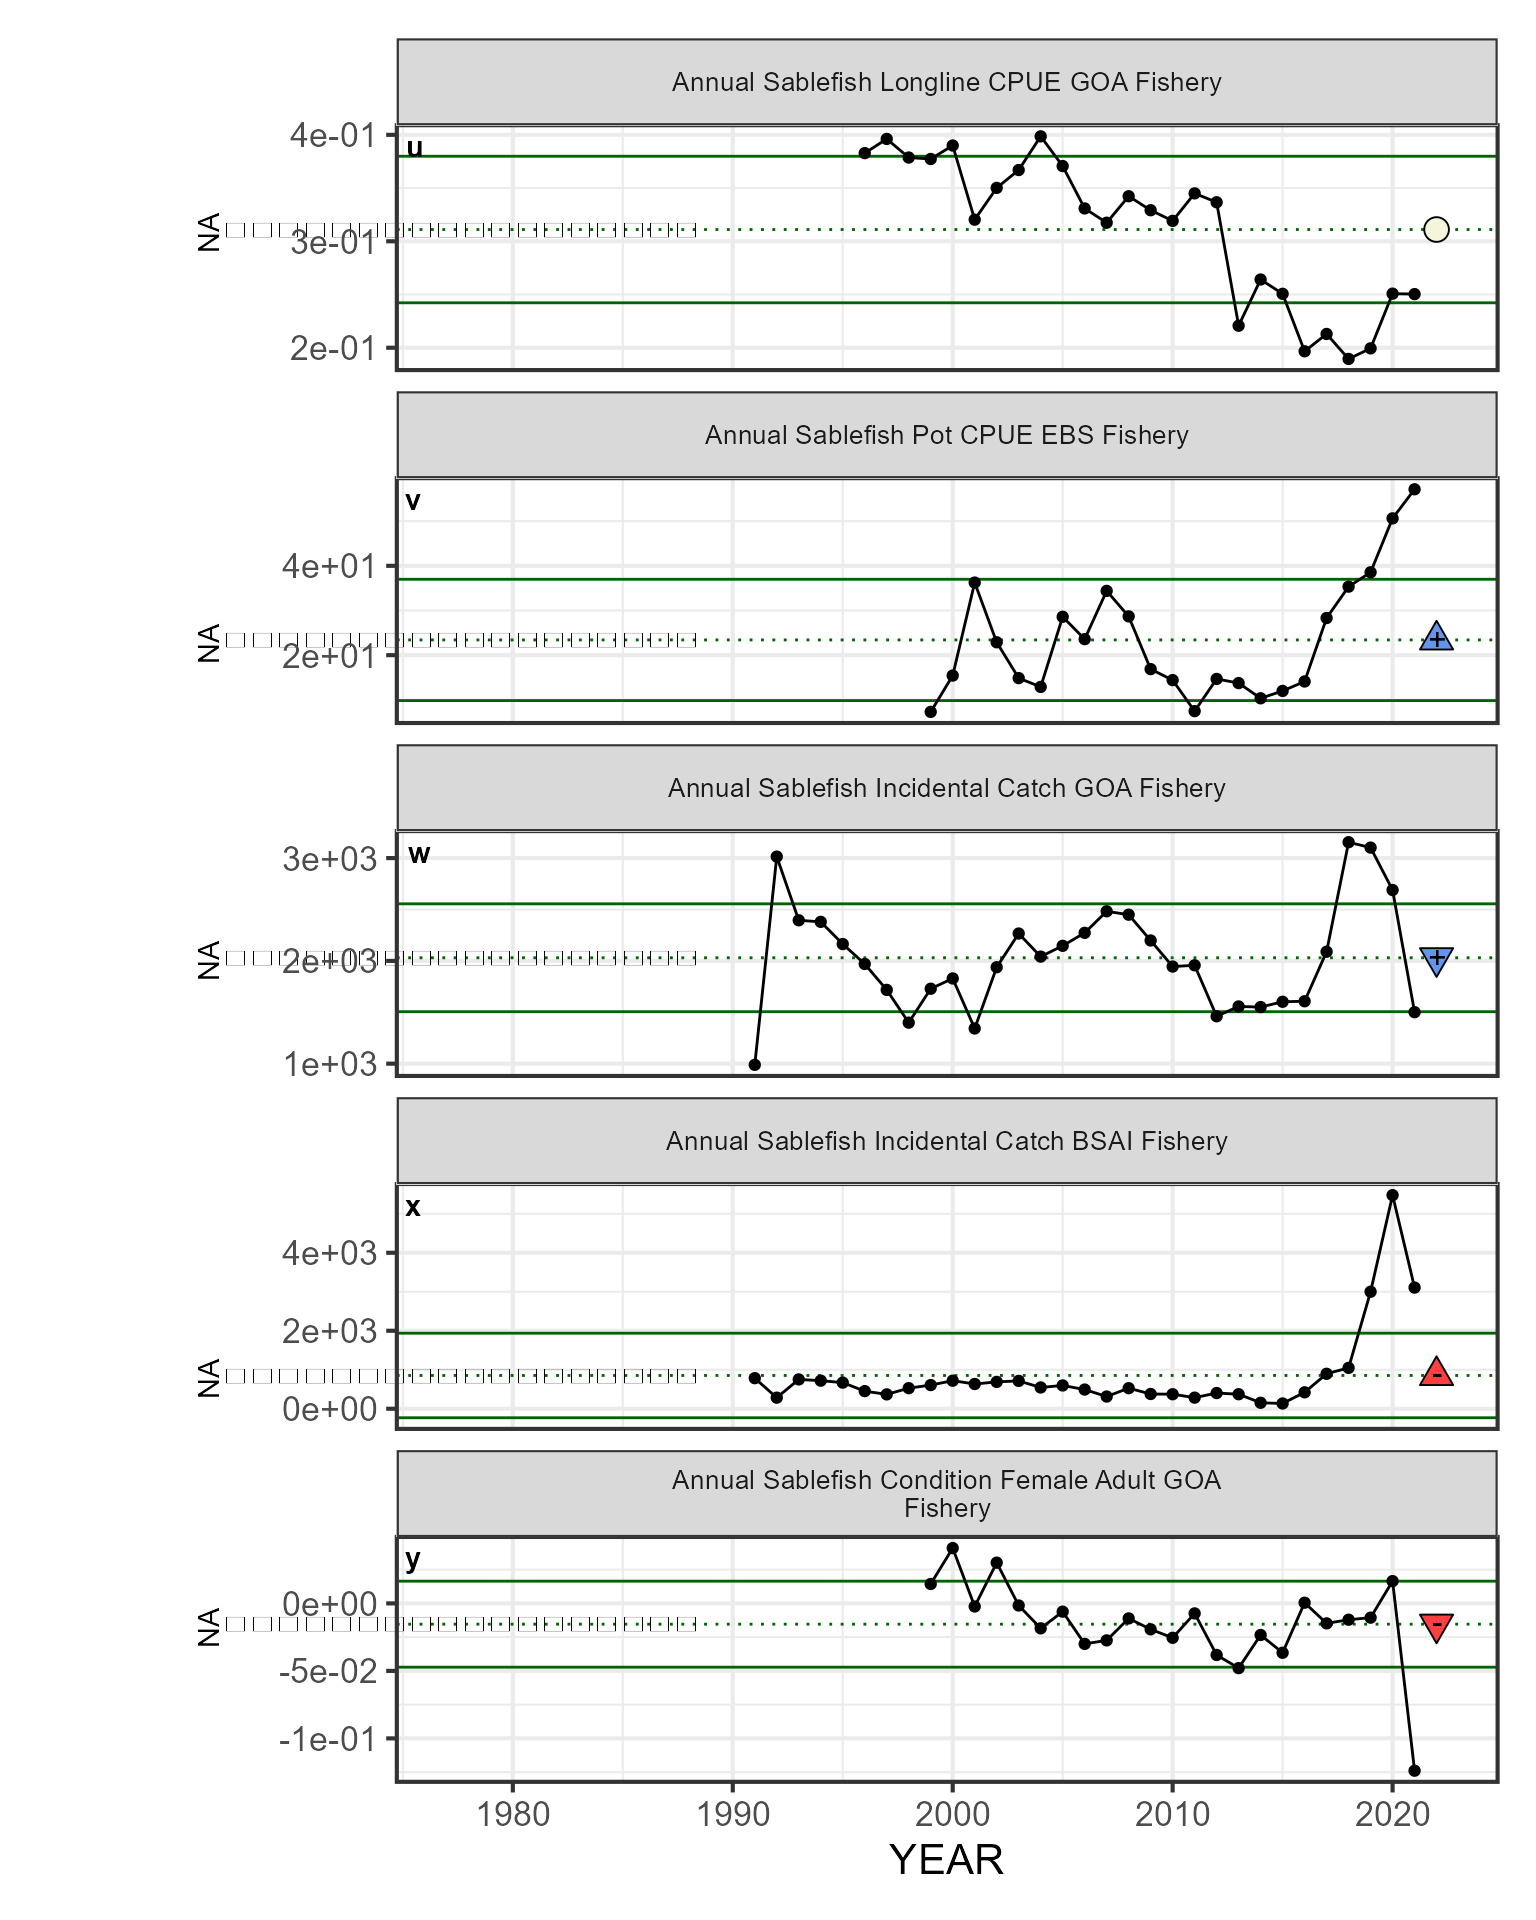 Annual Sablefish Longline CPUE GOA Fishery
u
4e-01
3e-01
2e-01
NA
Annual Sablefish Pot CPUE EBS Fishery
v
4e+01
2e+01
NA
Annual Sablefish Incidental Catch GOA Fishery
w
3e+03
2e+03
1e+03
NA
Annual Sablefish Incidental Catch BSAI Fishery
x
4e+03
2e+03
0e+00
NA
Annual Sablefish Condition Female Adult GOA
Fishery
y
0e+00
-5e-02
-1e-01
NA
1980 1990 2000 2010 2020
YEAR